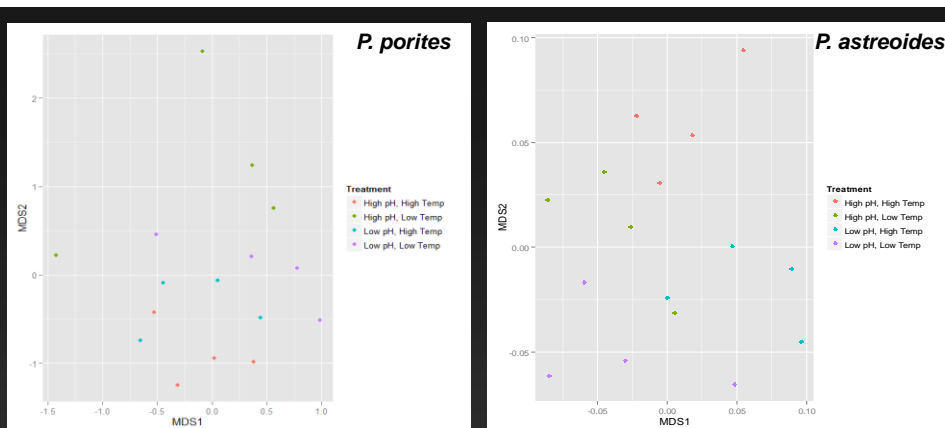 P. porites
2
1
0
-1
MDS2
-1.5 -1.0 -0.5 0.0 0.5 1.0
MDS1
Treatment
High pH, High Temp
High pH, Low Temp
Low pH, High Temp
Low pH, Low Temp
P. astreoides
0.10
0.05
0.00
-0.05
MDS2
-0.05 0.00 0.05 0.10
MDS1
Treatment
High pH, High Temp
High pH, Low Temp
Low pH, High Temp
Low pH, Low Temp